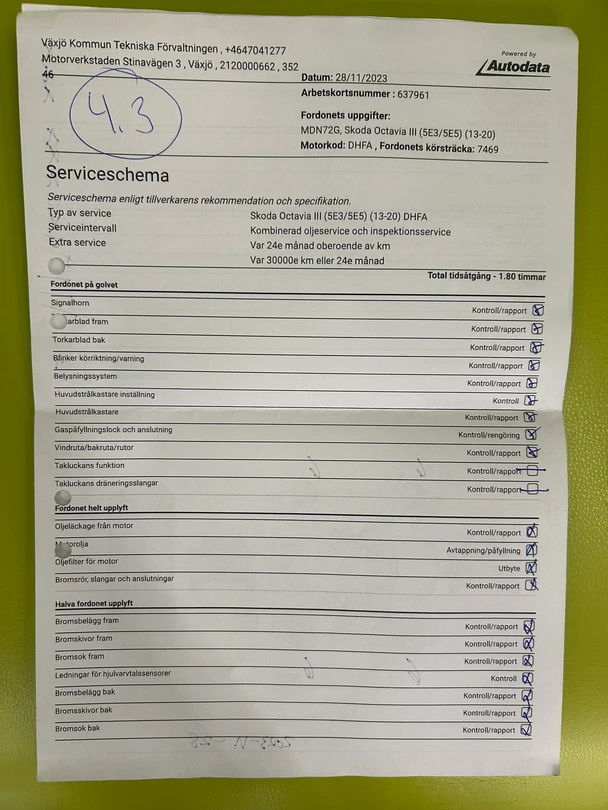 Växjö Kommun Tekniska Förvaltningen , +4647041277
Motorverkstaden Stinavägen 3 , Växjö , 2120000662 , 352
46
4.3
Powered by
Autodata
Datum: 28/11/2023
Arbetskortsnummer : 637961
Fordonets uppgifter:
MDN72G, Skoda Octavia III (5E3/5E5) (13-20)
Motorkod: DHFA , Fordonets körsträcka: 7469
Serviceschema
Serviceschema enligt tillverkarens rekommendation och specifikation.
Typ av service Skoda Octavia III (5E3/5E5) (13-20) DHFA
Serviceintervall Kombinerad oljeservice och inspektionsservice
Extra service Var 24e månad oberoende av km
Var 30000e km eller 24e månad
Total tidsåtgång - 1.80 timmar
Fordonet på golvet
Signalhorn Kontroll/rapport
arblad fram Kontroll/rapport
Torkarblad bak Kontroll/rapport
Blinker körriktning/varning Kontroll/rapport
Belysningssystem Kontroll/rapport
Huvudstrålkastare inställning Kontroll
Huvudstrålkastare Kontroll/rapport
Gaspåfyllningslock och anslutning Kontroll/rengöring
Vindruta/bakruta/rutor Kontroll/rapport
Takluckans funktion Kontroll/rapport
Takluckans dräneringsslangar Kontroll/rapport
Fordonet helt upplyft
Oljeläckage från motor Kontroll/rapport
Motorolja Avtappning/påfyllning
Oljefilter för motor Utbyte
Bromsrör, slangar och anslutningar Kontroll/rapport
Halva fordonet upplyft
Bromsbelägg fram Kontroll/rapport
Bromskivor fram Kontroll/rapport
Bromsok fram Kontroll/rapport
Ledningar för hjulvarvtalssensorer Kontroll
Bromsbelägg bak Kontroll/rapport
Bromsskivor bak Kontroll/rapport
Bromsok bak Kontroll/rapport